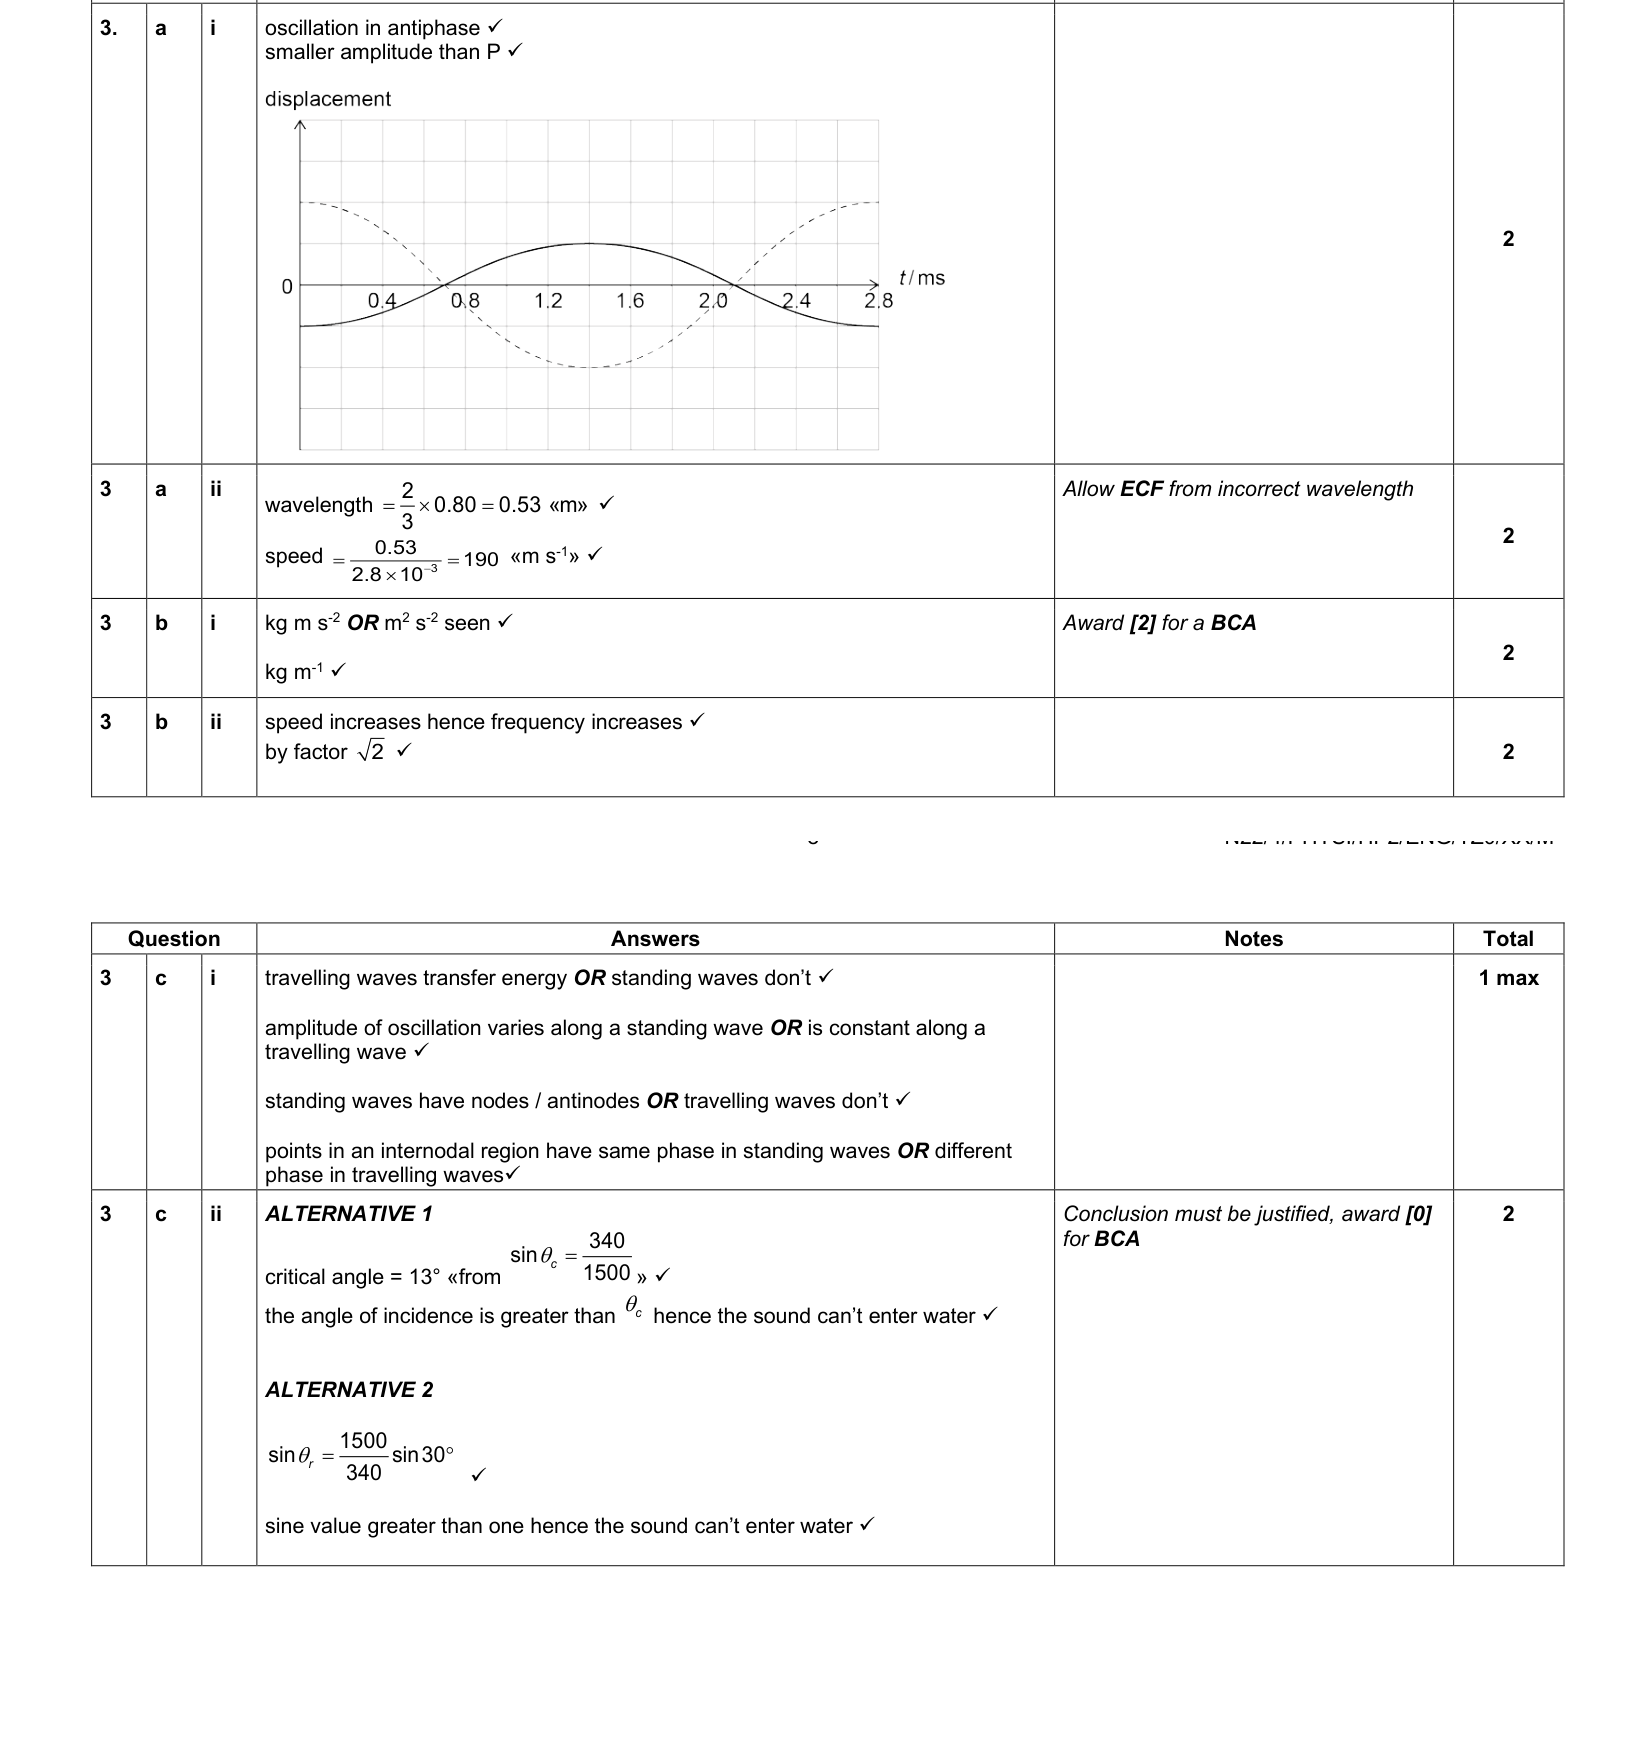 3. a i oscillation in antiphase ✓
smaller amplitude than P ✓
displacement
0
0.4 0.8 1.2 1.6 2.0 2.4 2.8
t / ms
2
3 a ii wavelength = 2/3 × 0.80 = 0.53 «m» ✓ Allow ECF from incorrect wavelength
speed = 0.53/(2.8 × 10⁻³) = 190 «m s⁻¹» ✓
2
3 b i kg m s⁻² OR m² s⁻² seen ✓ Award [2] for a BCA
kg m⁻¹ ✓
2
3 b ii speed increases hence frequency increases ✓
by factor √2 ✓
2
Question Answers Notes Total
3 c i travelling waves transfer energy OR standing waves don’t ✓ 1 max
amplitude of oscillation varies along a standing wave OR is constant along a
travelling wave ✓
standing waves have nodes / antinodes OR travelling waves don’t ✓
points in an internodal region have same phase in standing waves OR different
phase in travelling waves✓
3 c ii ALTERNATIVE 1 Conclusion must be justified, award [0] 2
for BCA
critical angle = 13° «from sin θc = 340/1500 » ✓
the angle of incidence is greater than θc hence the sound can’t enter water ✓
ALTERNATIVE 2
sin θr = 1500/340 sin 30° ✓
sine value greater than one hence the sound can’t enter water ✓